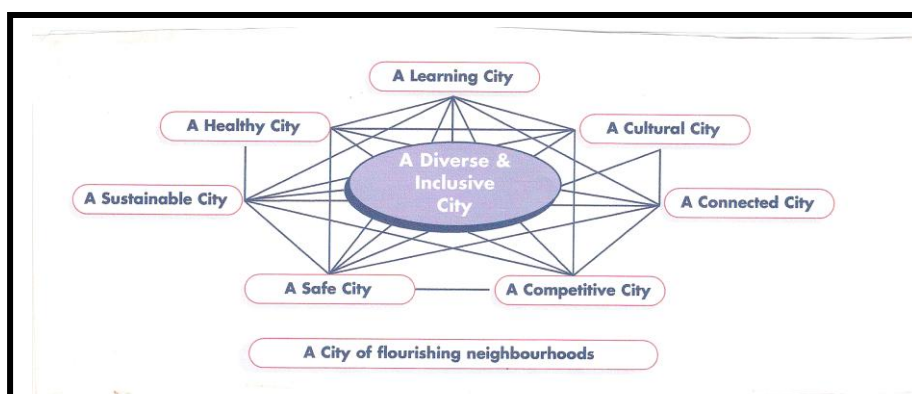 A Learning City
A Healthy City
A Cultural City
A Diverse &
Inclusive
City
A Sustainable City
A Connected City
A Safe City
A Competitive City
A City of flourishing neighbourhoods